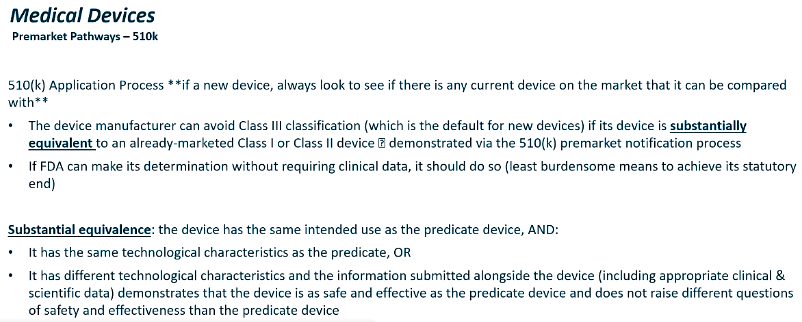 Medical Devices
Premarket Pathways – 510k
510(k) Application Process **if a new device, always look to see if there is any current device on the market that it can be compared
with**
• The device manufacturer can avoid Class III classification (which is the default for new devices) if its device is substantially
equivalent to an already-marketed Class I or Class II device ⍰ demonstrated via the 510(k) premarket notification process
• If FDA can make its determination without requiring clinical data, it should do so (least burdensome means to achieve its statutory
end)
Substantial equivalence: the device has the same intended use as the predicate device, AND:
• It has the same technological characteristics as the predicate, OR
• It has different technological characteristics and the information submitted alongside the device (including appropriate clinical &
scientific data) demonstrates that the device is as safe and effective as the predicate device and does not raise different questions
of safety and effectiveness than the predicate device